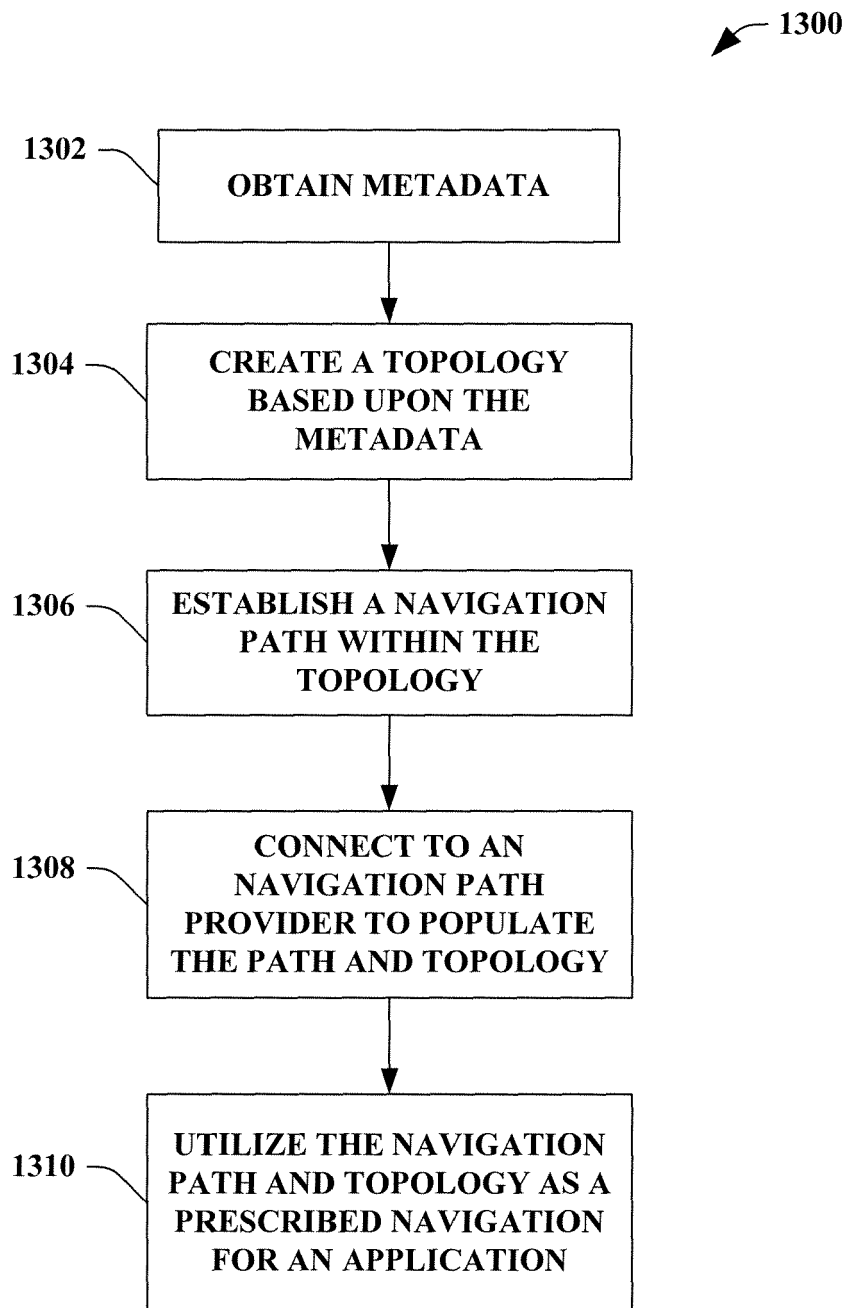 1300
1302
OBTAIN METADATA
1304
CREATE A TOPOLOGY
BASED UPON THE
METADATA
1306
ESTABLISH A NAVIGATION
PATH WITHIN THE
TOPOLOGY
1308
CONNECT TO AN
NAVIGATION PATH
PROVIDER TO POPULATE
THE PATH AND TOPOLOGY
1310
UTILIZE THE NAVIGATION
PATH AND TOPOLOGY AS A
PRESCRIBED NAVIGATION
FOR AN APPLICATION